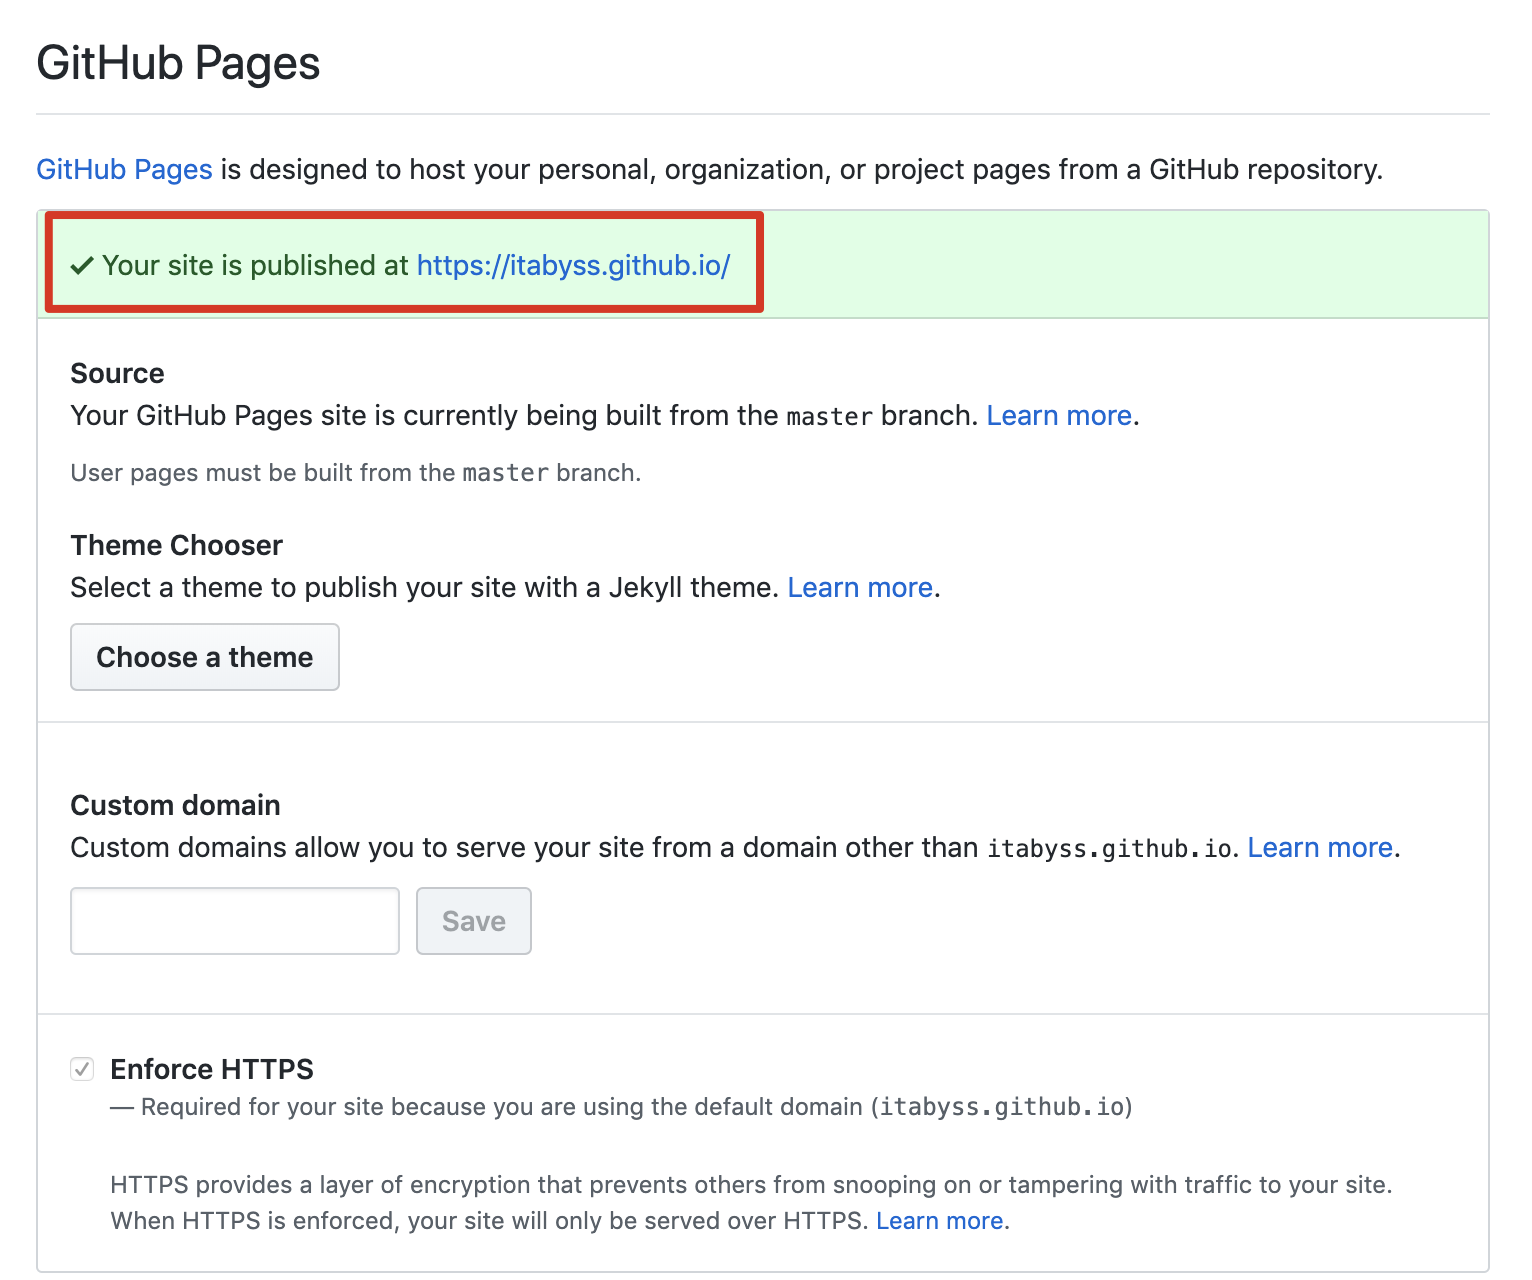 GitHub Pages
GitHub Pages is designed to host your personal, organization, or project pages from a GitHub repository.
Your site is published at https://itabyss.github.io/
Source
Your GitHub Pages site is currently being built from the master branch. Learn more.
User pages must be built from the master branch.
Theme Chooser
Select a theme to publish your site with a Jekyll theme. Learn more.
Choose a theme
Custom domain
Custom domains allow you to serve your site from a domain other than itabyss.github.io. Learn more.
Save
Enforce HTTPS
— Required for your site because you are using the default domain (itabyss.github.io)
HTTPS provides a layer of encryption that prevents others from snooping on or tampering with traffic to your site.
When HTTPS is enforced, your site will only be served over HTTPS. Learn more.